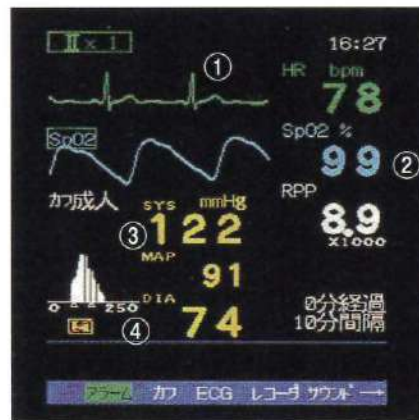 Ⅱ x 1 16:27
① HR bpm
78
SpO2 SpO2 %
99 ②
カフ成人 SYS mmHg RPP
③ 122 8.9
MAP X1000
91
0 250 DIA 0分経過
④ 74 10分間隔
アラーム カフ ECG レコーダ サウンド →